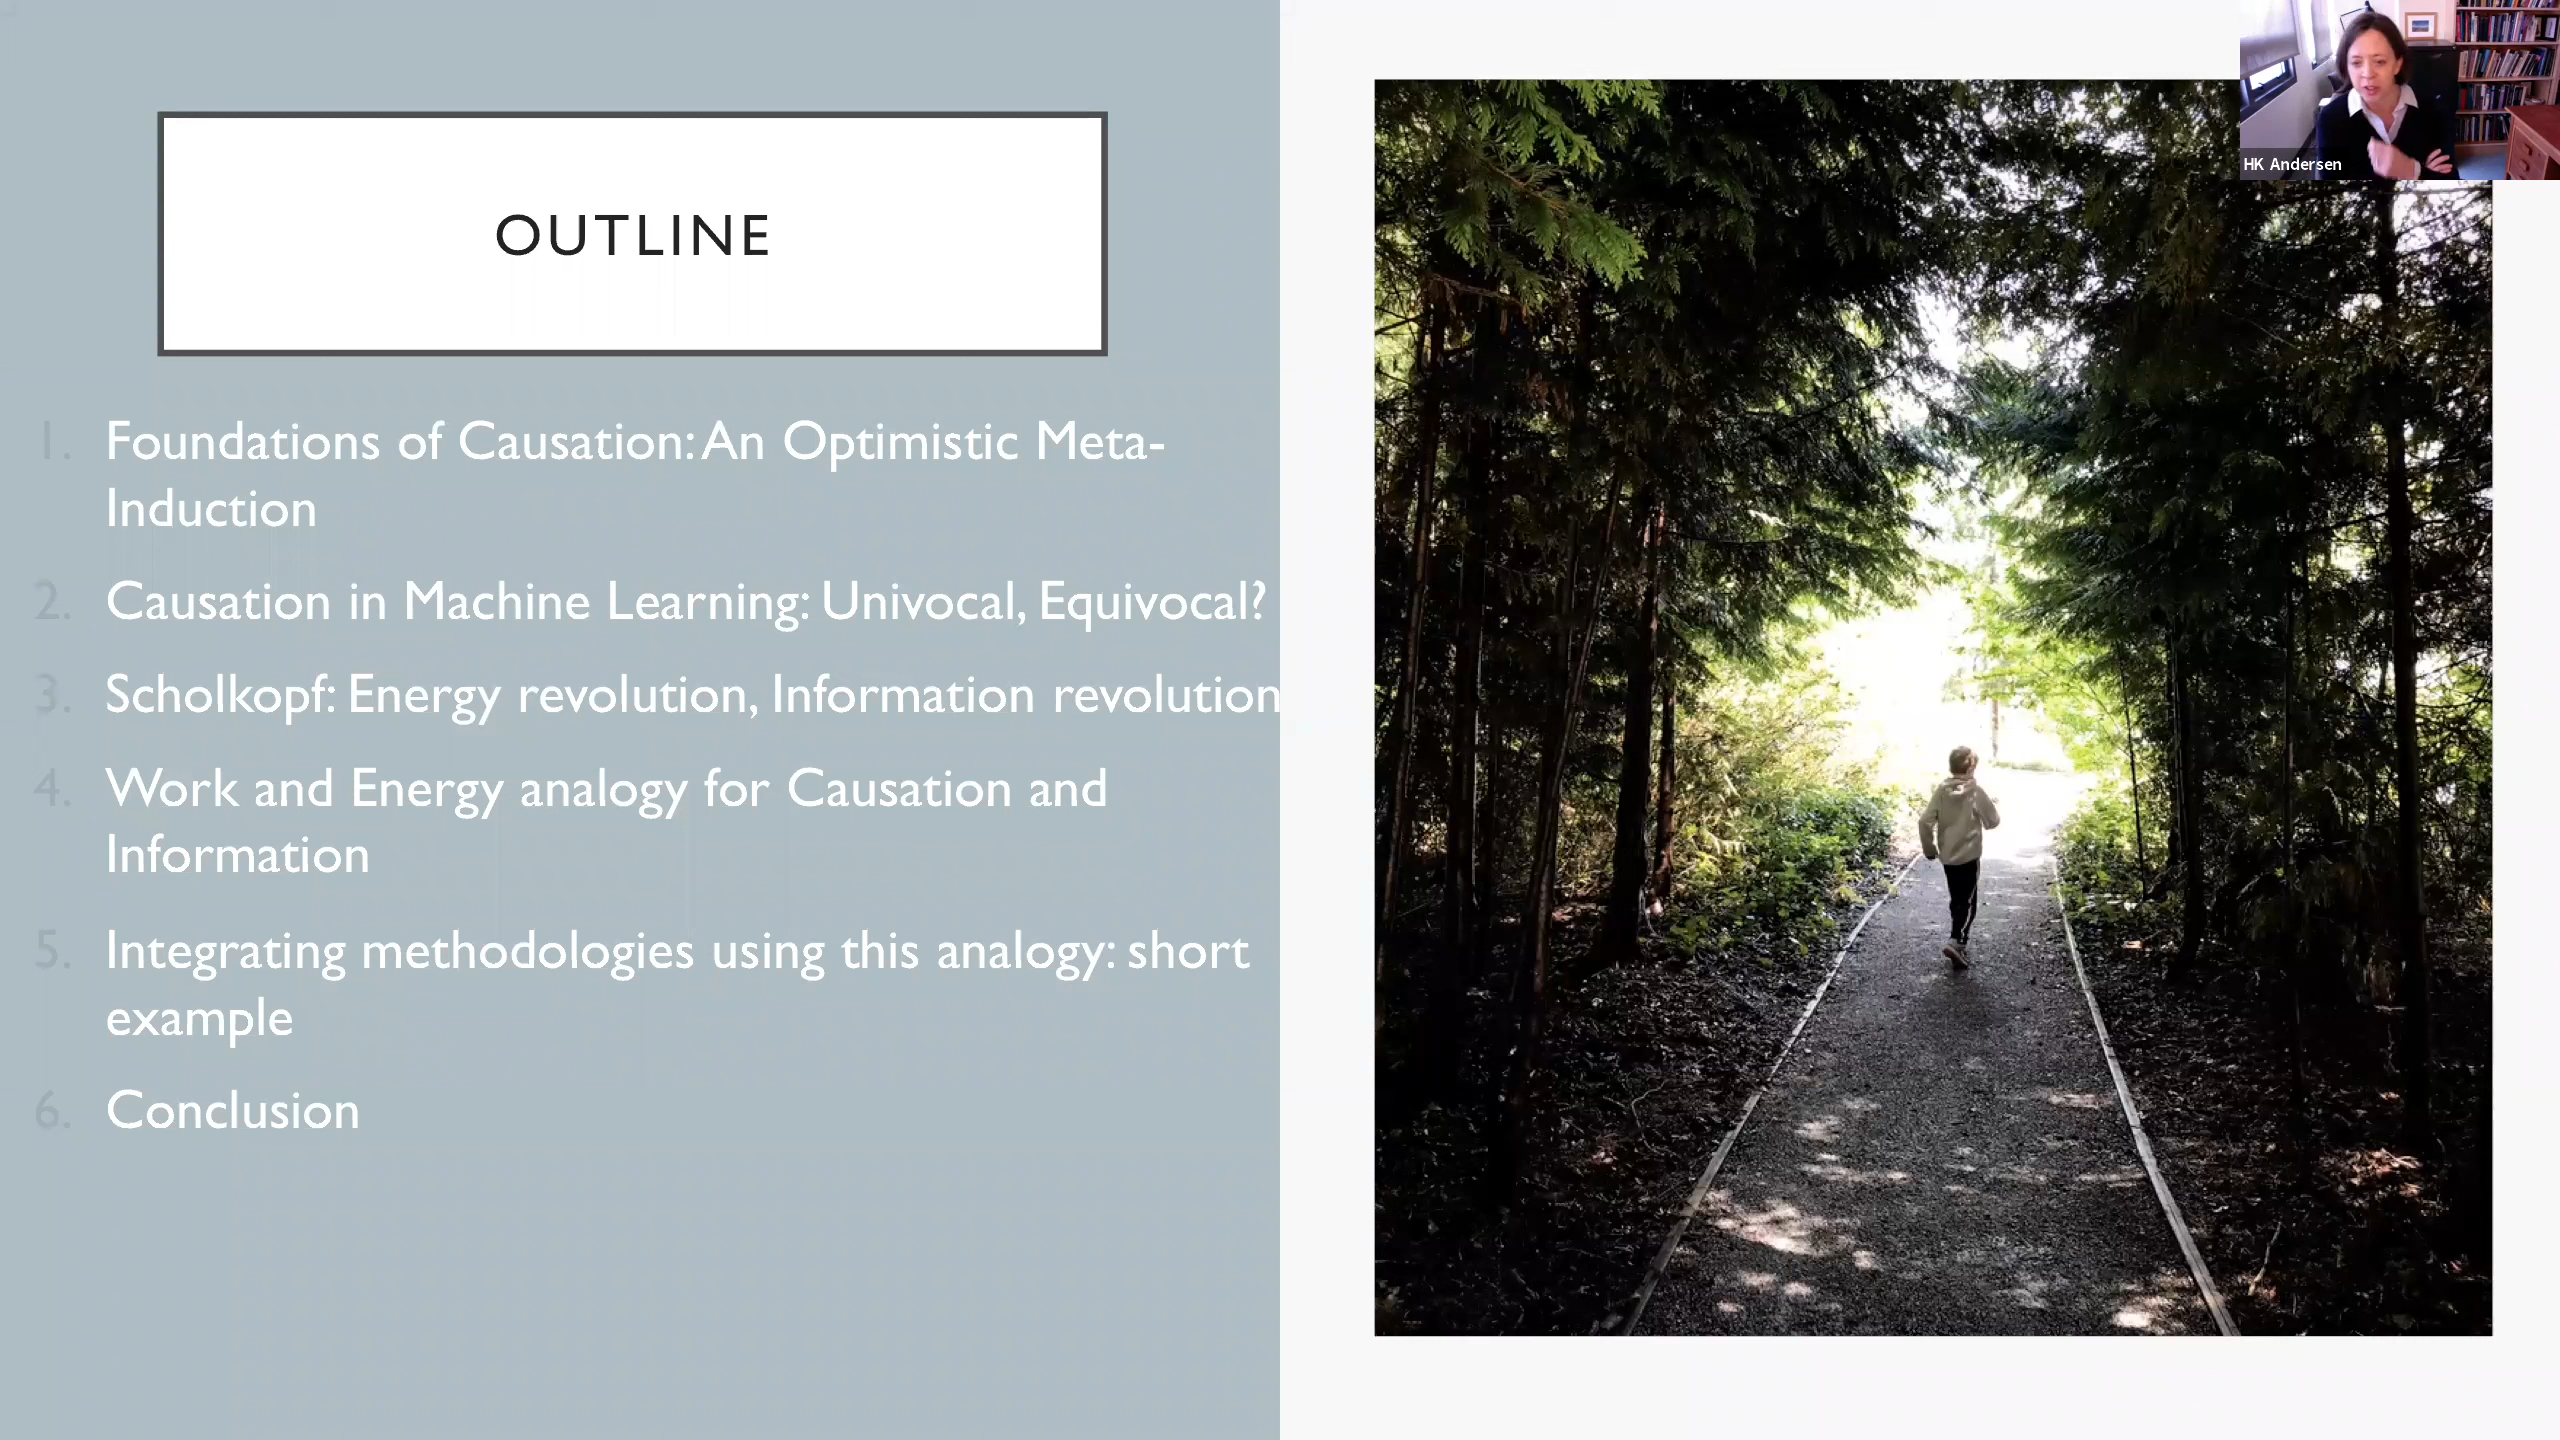 OUTLINE
1. Foundations of Causation: An Optimistic Meta-
Induction
2. Causation in Machine Learning: Univocal, Equivocal?
3. Scholkopf: Energy revolution, Information revolution
4. Work and Energy analogy for Causation and
Information
5. Integrating methodologies using this analogy: short
example
6. Conclusion
HK Andersen